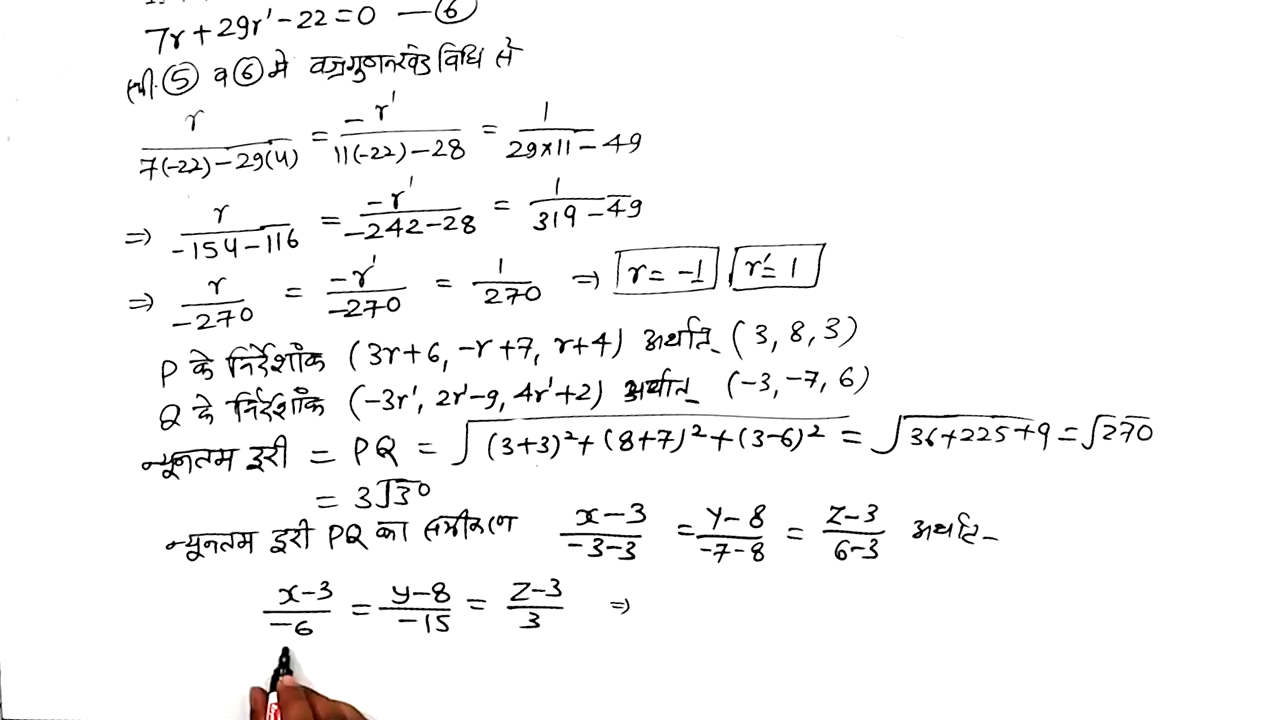 7r + 29r' - 22 = 0 — ⑥
समी. ⑤ व ⑥ मे वज्रगुणनखंड विधि से
r/(7(-22)-29(4)) = -r'/(11(-22)-28) = 1/(29×11-49)
⇒ r/(-154-116) = -r'/(-242-28) = 1/(319-49)
⇒ r/-270 = -r'/-270 = 1/270 ⇒ r = -1, r' = 1
P के निर्देशांक (3r+6, -r+7, r+4) अर्थात् (3, 8, 3)
Q के निर्देशांक (-3r', 2r'-9, 4r'+2) अर्थात् (-3, -7, 6)
न्यूनतम दूरी = PQ = √((3+3)²+(8+7)²+(3-6)²) = √(36+225+9) = √270
= 3√30
न्यूनतम दूरी PQ का समीकरण (x-3)/(-3-3) = (y-8)/(-7-8) = (z-3)/(6-3) अर्थात्
(x-3)/-6 = (y-8)/-15 = (z-3)/3 ⇒